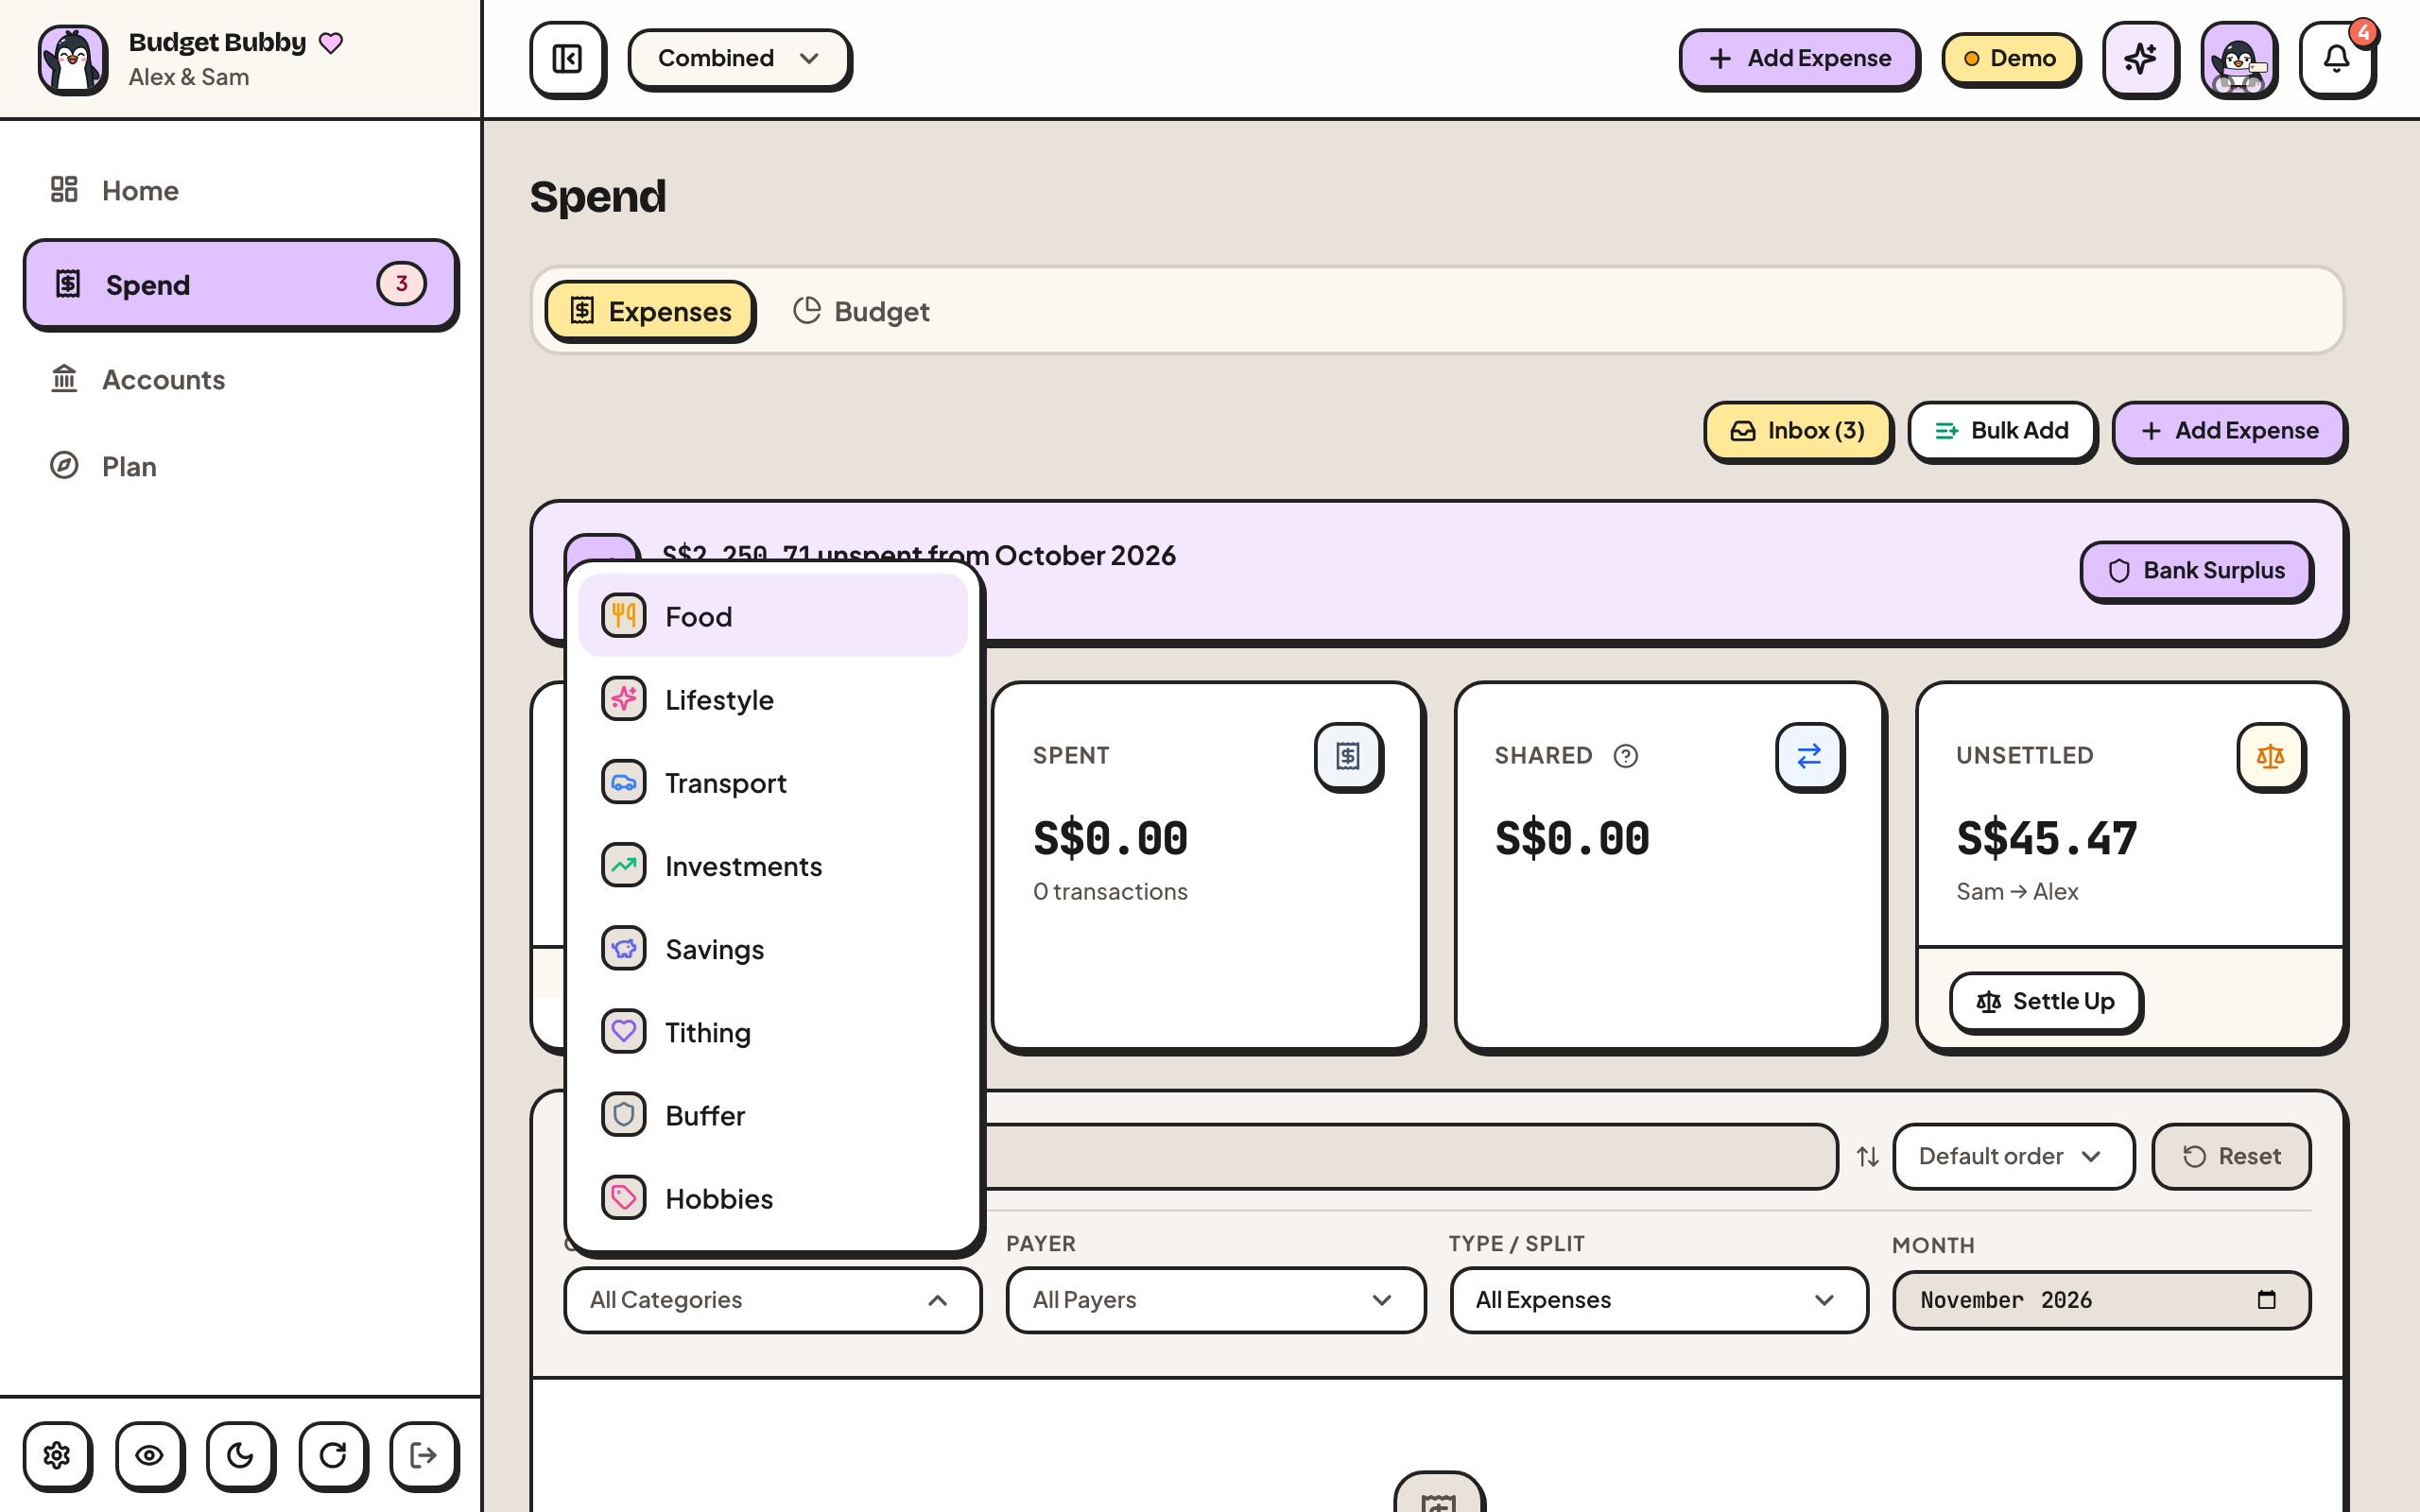 Budget Bubby
Alex & Sam
Combined
Add Expense
Demo
4
Home
Spend
3
Accounts
Plan
Spend
Expenses
Budget
Inbox (3)
Bulk Add
Add Expense
S$2,250.71 unspent from October 2026
Bank Surplus
Food
Lifestyle
Transport
Investments
Savings
Tithing
Buffer
Hobbies
SPENT
S$0.00
0 transactions
SHARED
S$0.00
UNSETTLED
S$45.47
Sam → Alex
Settle Up
Default order
Reset
PAYER
TYPE / SPLIT
MONTH
All Categories
All Payers
All Expenses
November 2026